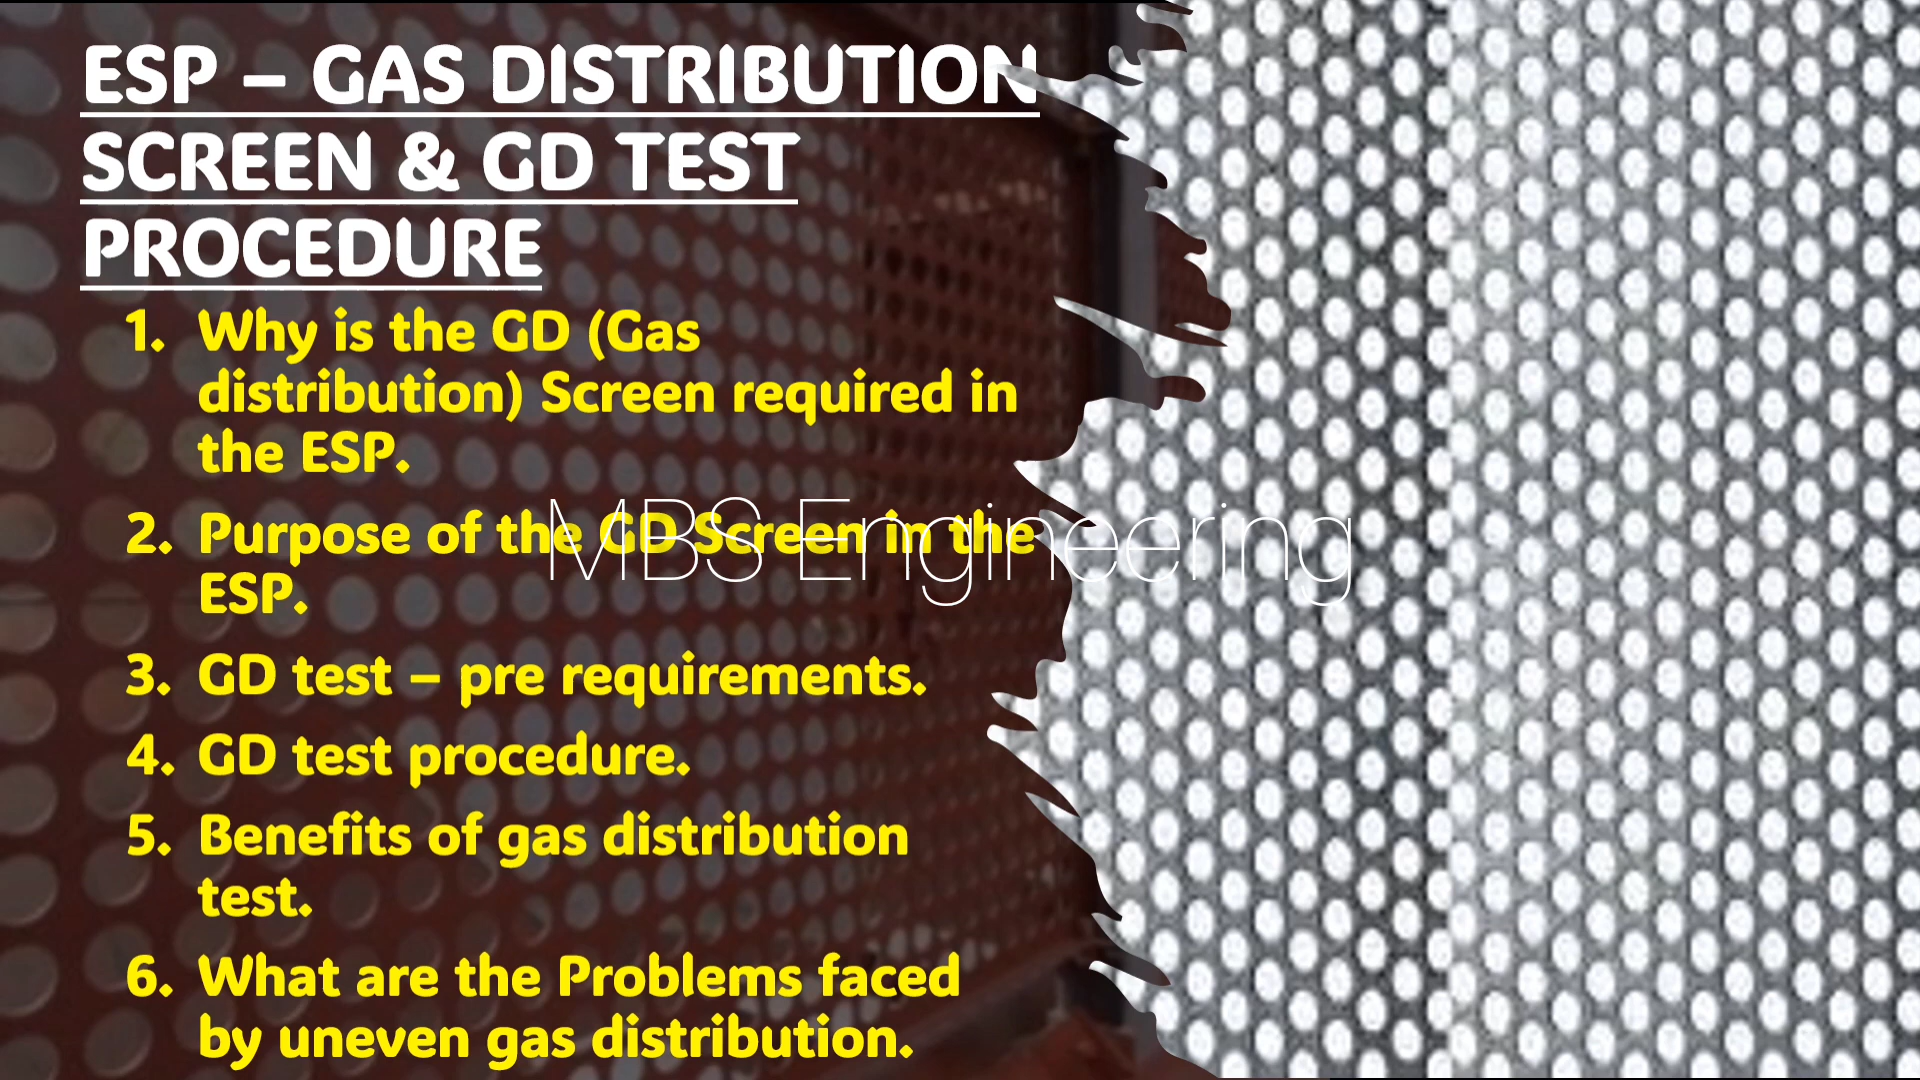 ESP – GAS DISTRIBUTION
SCREEN & GD TEST
PROCEDURE
1. Why is the GD (Gas
distribution) Screen required in
the ESP.
2. Purpose of the GD Screen in the
ESP.
MBS Engineering
3. GD test – pre requirements.
4. GD test procedure.
5. Benefits of gas distribution
test.
6. What are the Problems faced
by uneven gas distribution.